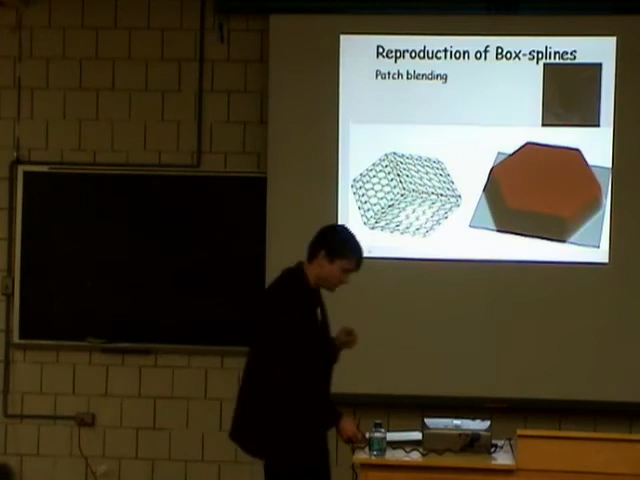 Reproduction of Box-splines
Patch blending